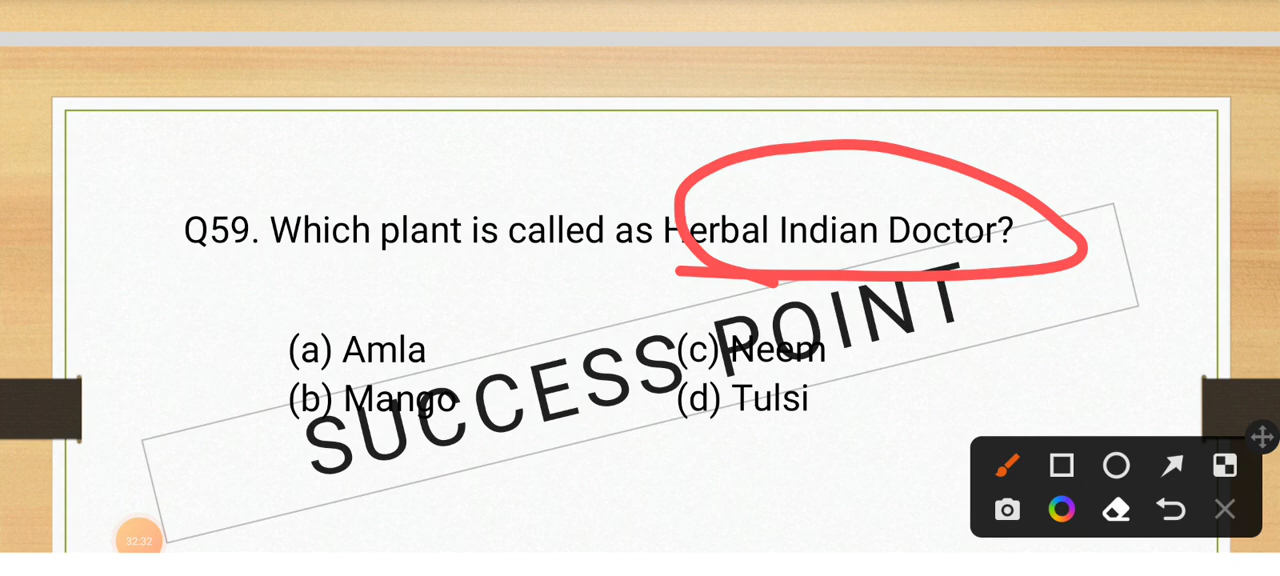 Q59. Which plant is called as Herbal Indian Doctor?
(a) Amla
(c) Neem
(b) Mango
(d) Tulsi
SUCCESS POINT
32:32